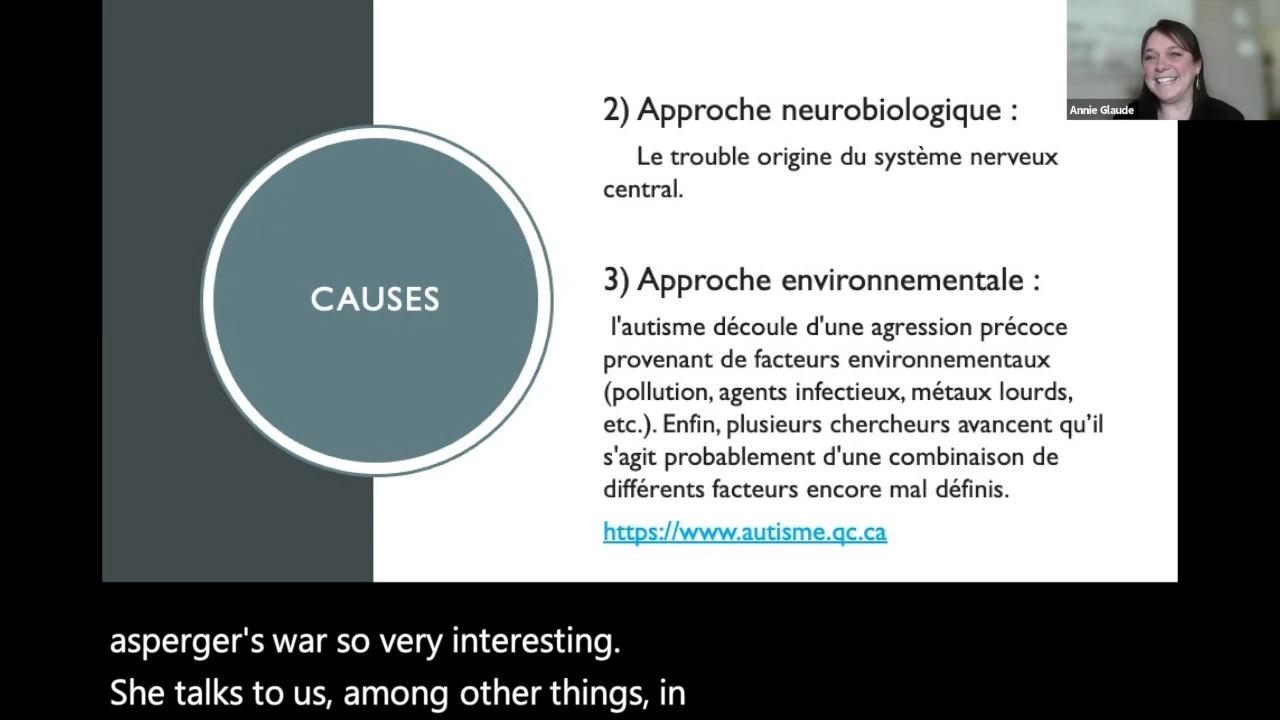 CAUSES
2) Approche neurobiologique :
Le trouble origine du système nerveux
central.
3) Approche environnementale :
l'autisme découle d'une agression précoce
provenant de facteurs environnementaux
(pollution, agents infectieux, métaux lourds,
etc.). Enfin, plusieurs chercheurs avancent qu’il
s'agit probablement d'une combinaison de
différents facteurs encore mal définis.
https://www.autisme.qc.ca
Annie Glaude
asperger's war so very interesting.
She talks to us, among other things, in